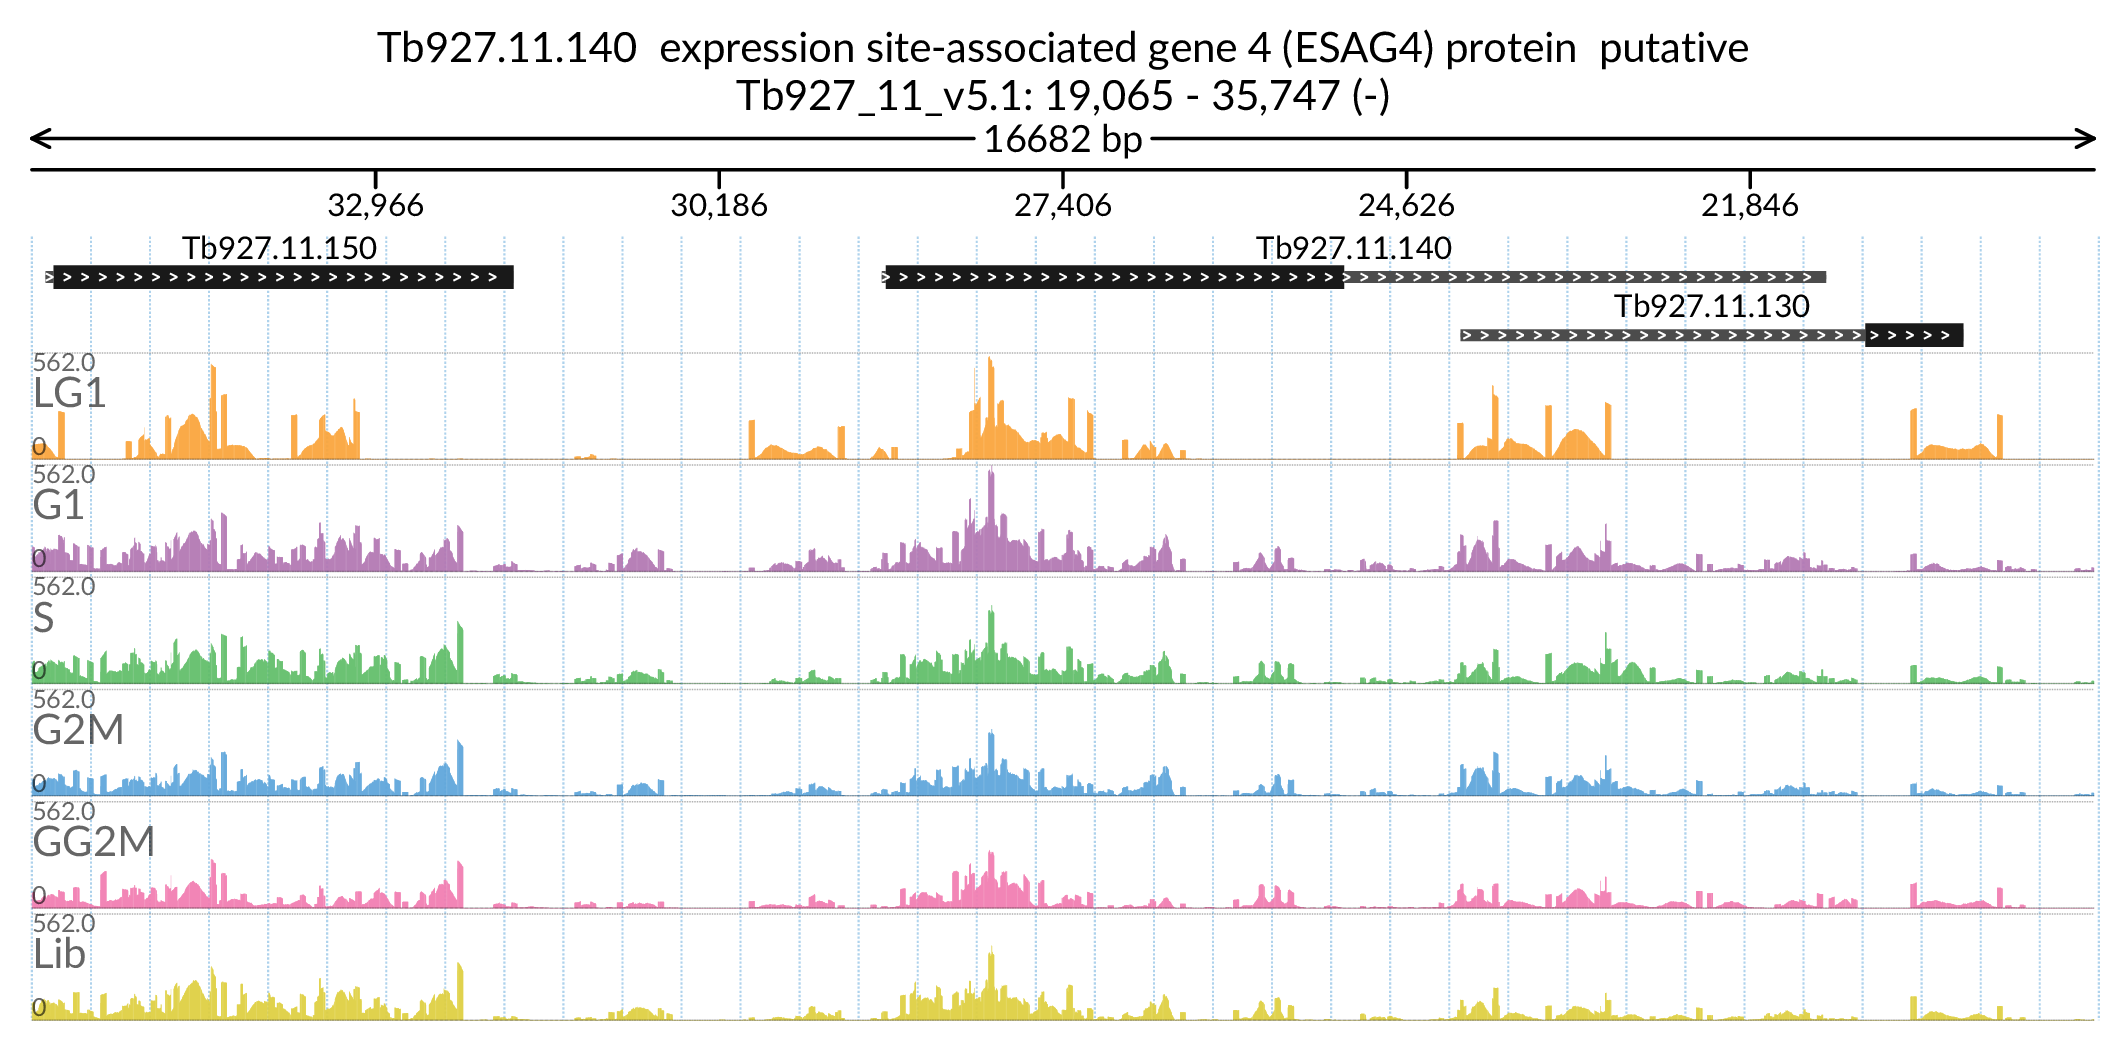 Tb927.11.140  expression site-associated gene 4 (ESAG4) protein  putative
Tb927_11_v5.1: 19,065 - 35,747 (-)
16682 bp
32,966 30,186 27,406 24,626 21,846
Tb927.11.150 Tb927.11.140
Tb927.11.130
562.0
LG1
0
562.0
G1
0
562.0
S
0
562.0
G2M
0
562.0
GG2M
0
562.0
Lib
0